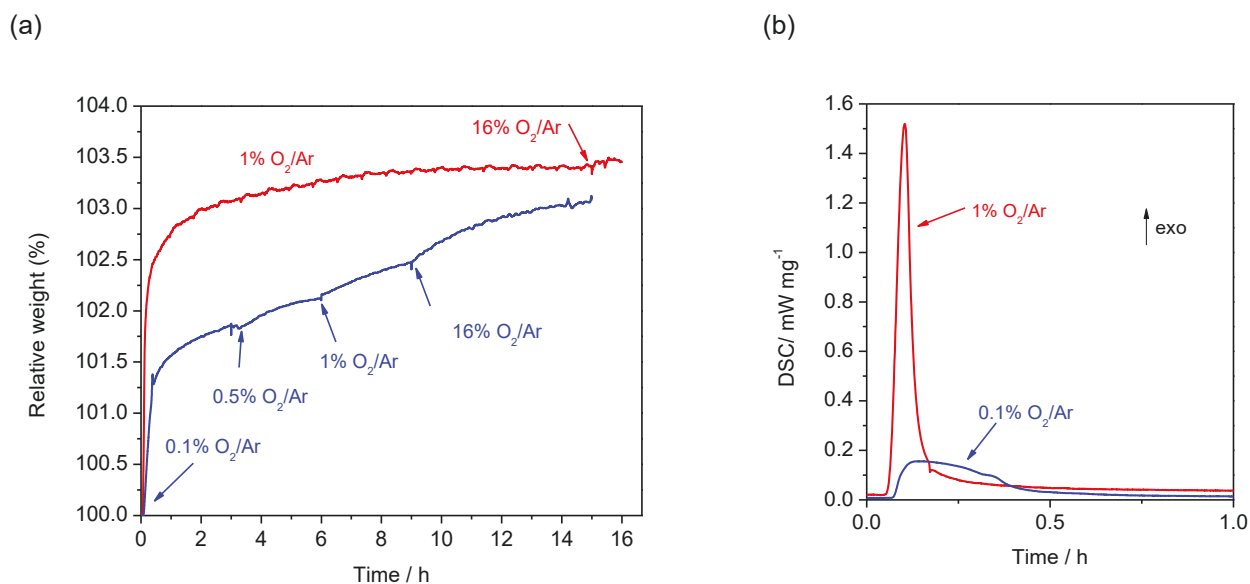 (a)
104.0
103.5
103.0
102.5
102.0
101.5
101.0
100.5
100.0
Relative weight (%)
1% O₂/Ar
16% O₂/Ar
16% O₂/Ar
1% O₂/Ar
0.5% O₂/Ar
0.1% O₂/Ar
0 2 4 6 8 10 12 14 16
Time / h
(b)
1.6
1.4
1.2
1.0
0.8
0.6
0.4
0.2
0.0
DSC/ mW mg⁻¹
1% O₂/Ar
exo
0.1% O₂/Ar
0.0 0.5 1.0
Time / h